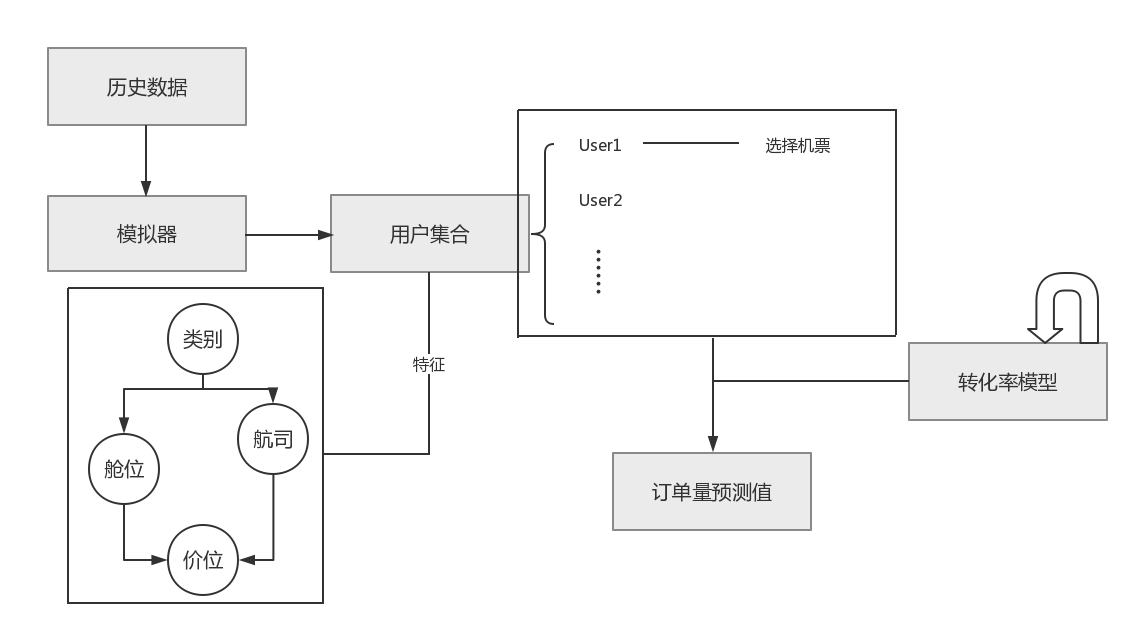 历史数据
模拟器
用户集合
User1
选择机票
User2
特征
类别
舱位
航司
价位
转化率模型
订单量预测值